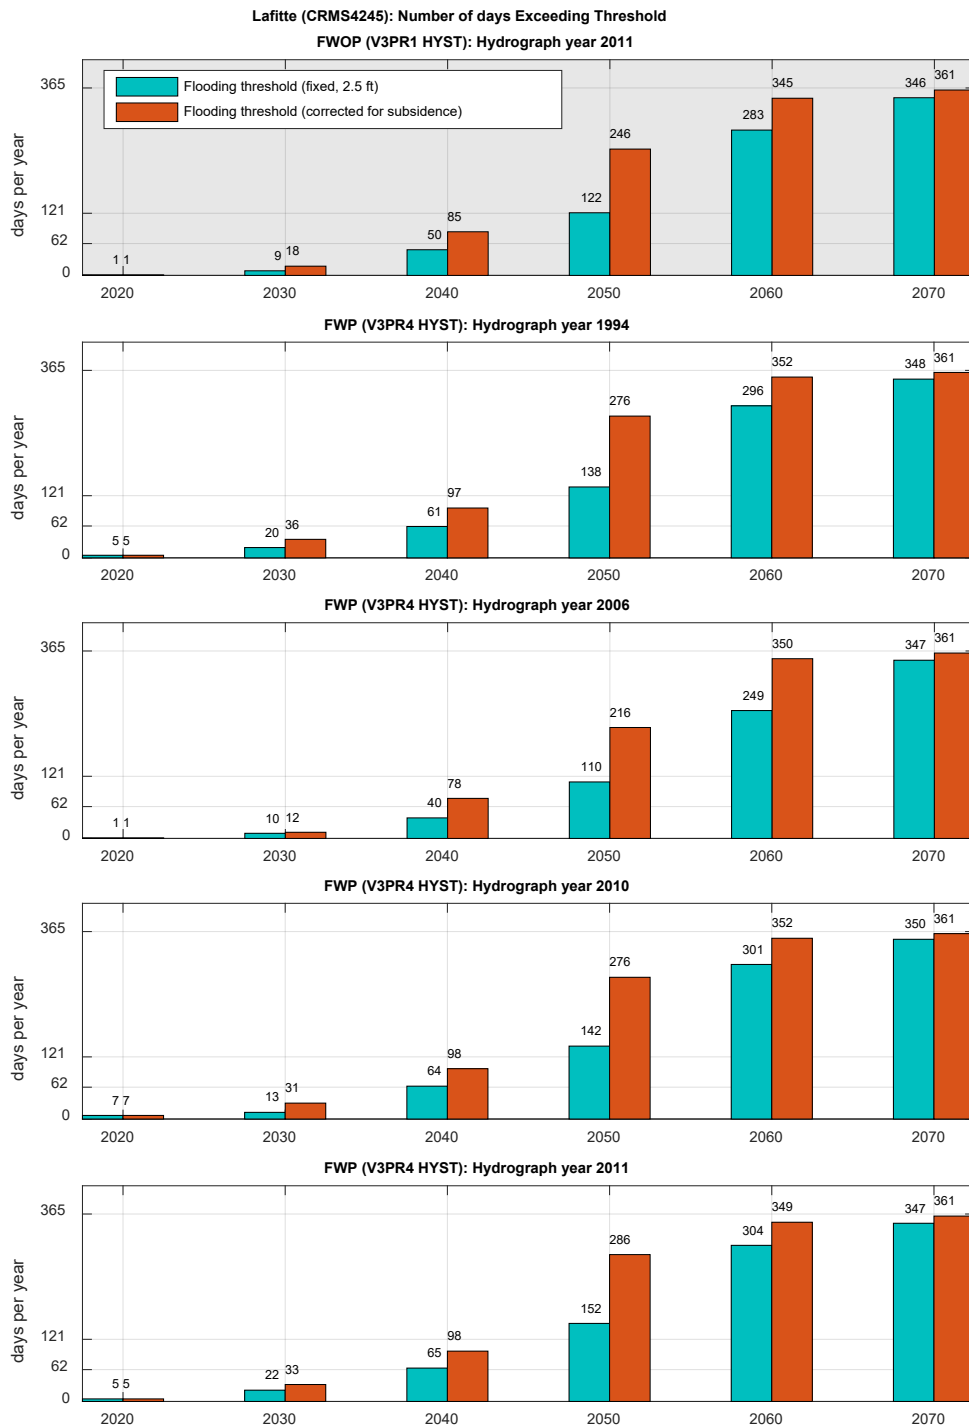 Lafitte (CRMS4245): Number of days Exceeding Threshold
FWOP (V3PR1 HYST): Hydrograph year 2011
Flooding threshold (fixed, 2.5 ft)
Flooding threshold (corrected for subsidence)
days per year
365
121
62
0
1 1
9 18
50 85
122 246
283 345
346 361
2020 2030 2040 2050 2060 2070
FWP (V3PR4 HYST): Hydrograph year 1994
days per year
365
121
62
0
5 5
20 36
61 97
138 276
296 352
348 361
2020 2030 2040 2050 2060 2070
FWP (V3PR4 HYST): Hydrograph year 2006
days per year
365
121
62
0
1 1
10 12
40 78
110 216
249 350
347 361
2020 2030 2040 2050 2060 2070
FWP (V3PR4 HYST): Hydrograph year 2010
days per year
365
121
62
0
7 7
13 31
64 98
142 276
301 352
350 361
2020 2030 2040 2050 2060 2070
FWP (V3PR4 HYST): Hydrograph year 2011
days per year
365
121
62
0
5 5
22 33
65 98
152 286
304 349
347 361
2020 2030 2040 2050 2060 2070